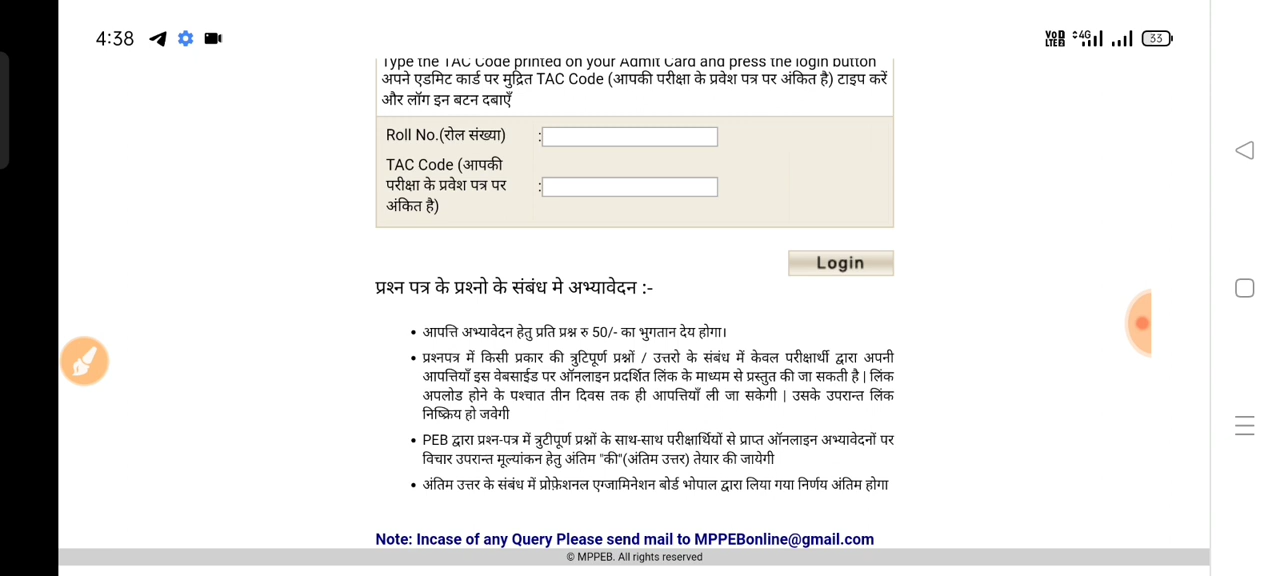 4:38
VoD LTE2 4G 33
Type the TAC Code printed on your Admit Card and press the login button
अपने एडमिट कार्ड पर मुद्रित TAC Code (आपकी परीक्षा के प्रवेश पत्र पर अंकित है) टाइप करें
और लॉग इन बटन दबाएँ
Roll No.(रोल संख्या) :
TAC Code (आपकी
परीक्षा के प्रवेश पत्र पर :
अंकित है)
Login
प्रश्न पत्र के प्रश्नो के संबंध मे अभ्यावेदन :-
• आपत्ति अभ्यावेदन हेतु प्रति प्रश्न रु 50/- का भुगतान देय होगा।
• प्रश्नपत्र में किसी प्रकार की त्रुटिपूर्ण प्रश्नों / उत्तरो के संबंध में केवल परीक्षार्थी द्वारा अपनी
आपत्तियाँ इस वेबसाईड पर ऑनलाइन प्रदर्शित लिंक के माध्यम से प्रस्तुत की जा सकती है | लिंक
अपलोड होने के पश्चात तीन दिवस तक ही आपत्तियाँ ली जा सकेगी | उसके उपरान्त लिंक
निष्क्रिय हो जवेगी
• PEB द्वारा प्रश्न-पत्र में त्रुटीपूर्ण प्रश्नों के साथ-साथ परीक्षार्थियों से प्राप्त ऑनलाइन अभ्यावेदनों पर
विचार उपरान्त मूल्यांकन हेतु अंतिम "की"(अंतिम उत्तर) तेयार की जायेगी
• अंतिम उत्तर के संबंध में प्रोफ़ेशनल एग्जामिनेशन बोर्ड भोपाल द्वारा लिया गया निर्णय अंतिम होगा
Note: Incase of any Query Please send mail to MPPEBonline@gmail.com
© MPPEB. All rights reserved